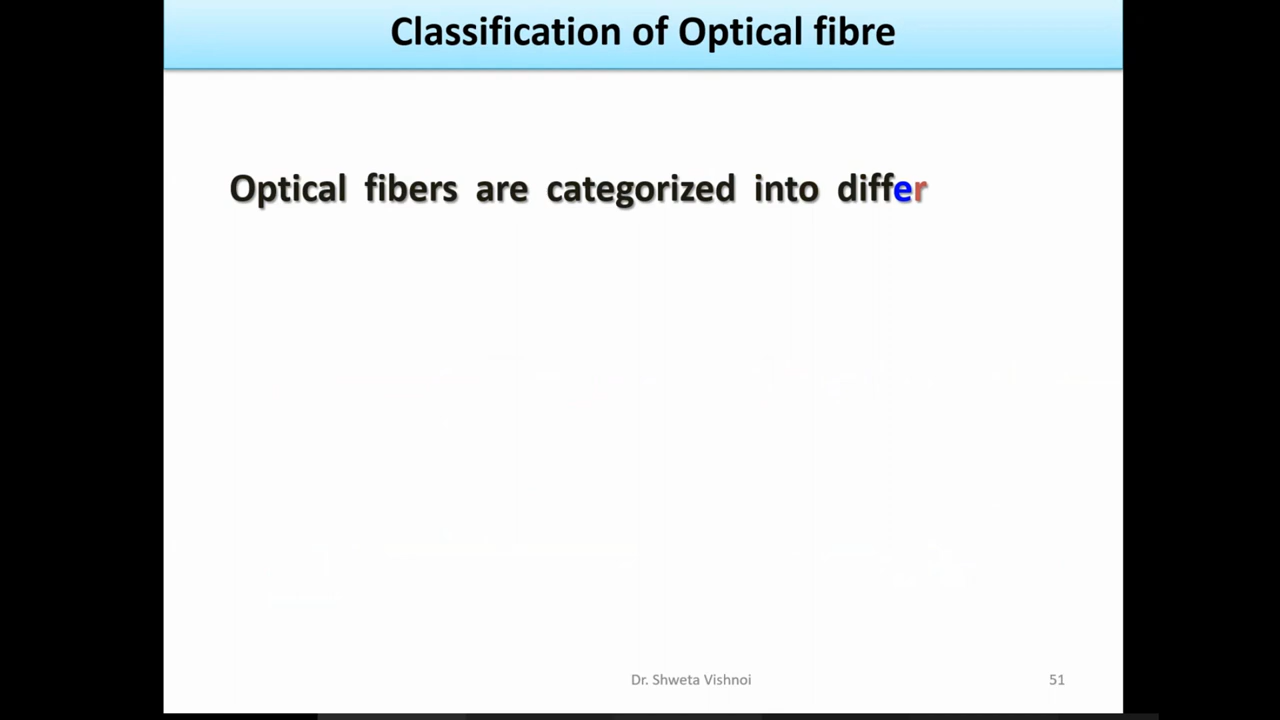 Classification of Optical fibre
Optical fibers are categorized into differ
Dr. Shweta Vishnoi
51